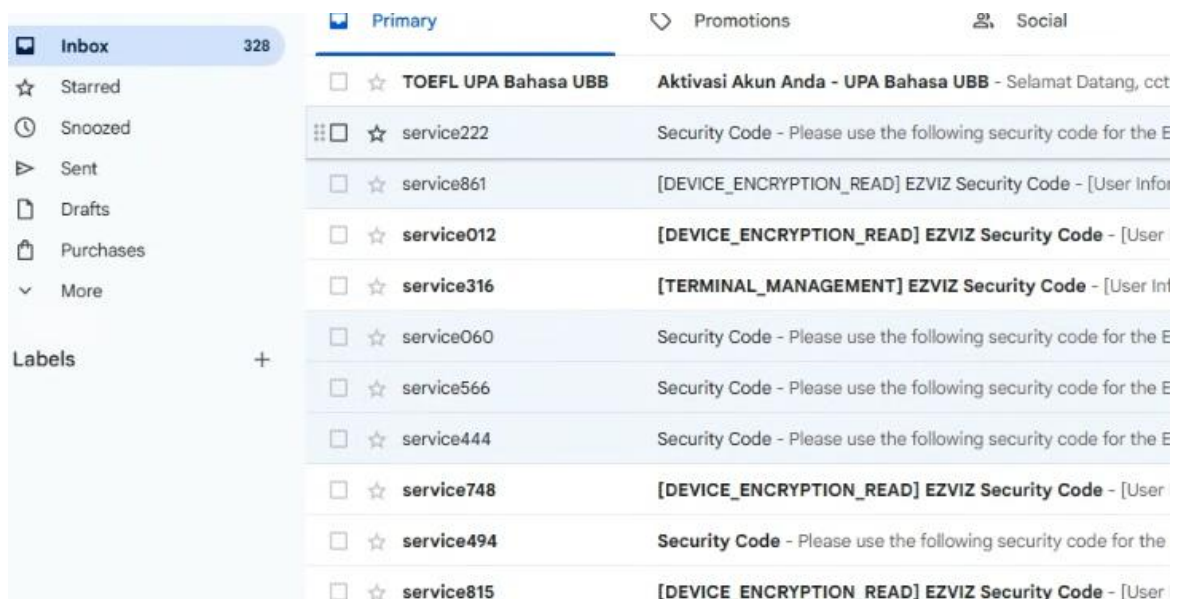 Primary Promotions Social
Inbox 328
Starred
Snoozed
Sent
Drafts
Purchases
More
Labels +
TOEFL UPA Bahasa UBB Aktivasi Akun Anda - UPA Bahasa UBB - Selamat Datang, cct
service222 Security Code - Please use the following security code for the E
service861 [DEVICE_ENCRYPTION_READ] EZVIZ Security Code - [User Infor
service012 [DEVICE_ENCRYPTION_READ] EZVIZ Security Code - [User
service316 [TERMINAL_MANAGEMENT] EZVIZ Security Code - [User Inf
service060 Security Code - Please use the following security code for the E
service566 Security Code - Please use the following security code for the E
service444 Security Code - Please use the following security code for the E
service748 [DEVICE_ENCRYPTION_READ] EZVIZ Security Code - [User
service494 Security Code - Please use the following security code for the
service815 [DEVICE_ENCRYPTION_READ] EZVIZ Security Code - [User